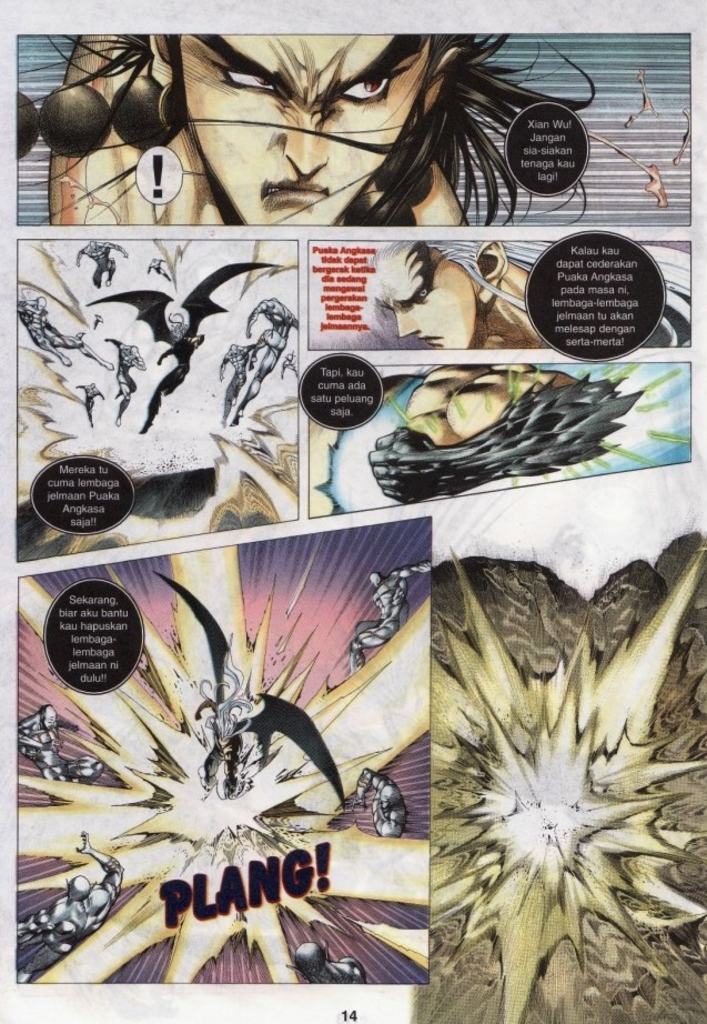 !
Xian Wu!
Jangan
sia-siakan
tenaga kau
lagi!
Mereka tu
cuma lembaga
jelmaan Puaka
Angkasa
saja!!
Puaka Angkasa
tidak dapat
bergerak ketika
dia sedang
mengawal
pergerakan
lembaga-
lembaga
jelmaannya.
Kalau kau
dapat cederakan
Puaka Angkasa
pada masa ni,
lembaga-lembaga
jelmaan tu akan
melesap dengan
serta-merta!
Tapi, kau
cuma ada
satu peluang
saja.
Sekarang,
biar aku bantu
kau hapuskan
lembaga-
lembaga
jelmaan ni
dulu!!
PLANG!
14